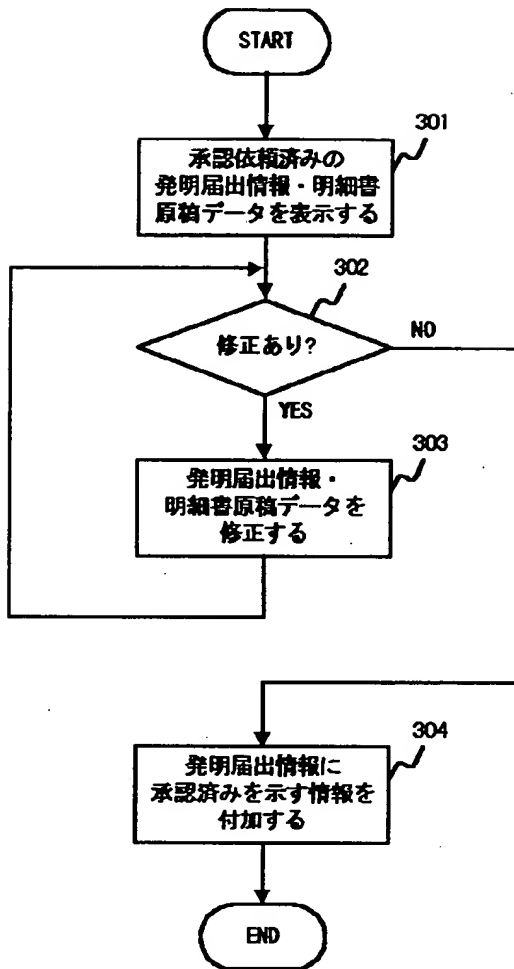 START
301
承認依頼済みの
発明届出情報・明細書
原稿データを表示する
302
修正あり?
NO
YES
303
発明届出情報・
明細書原稿データを
修正する
304
発明届出情報に
承認済みを示す情報を
付加する
END